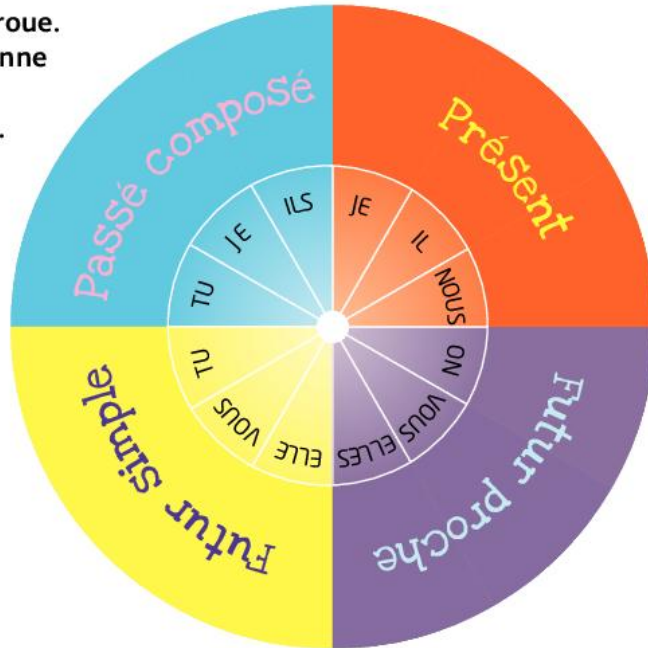 roue.
nne
.
Passé composé
Présent
Futur proche
Futur simple
JE
IL
NOUS
ON
VOUS
ELLES
ELLE
VOUS
TU
TU
JE
ILS